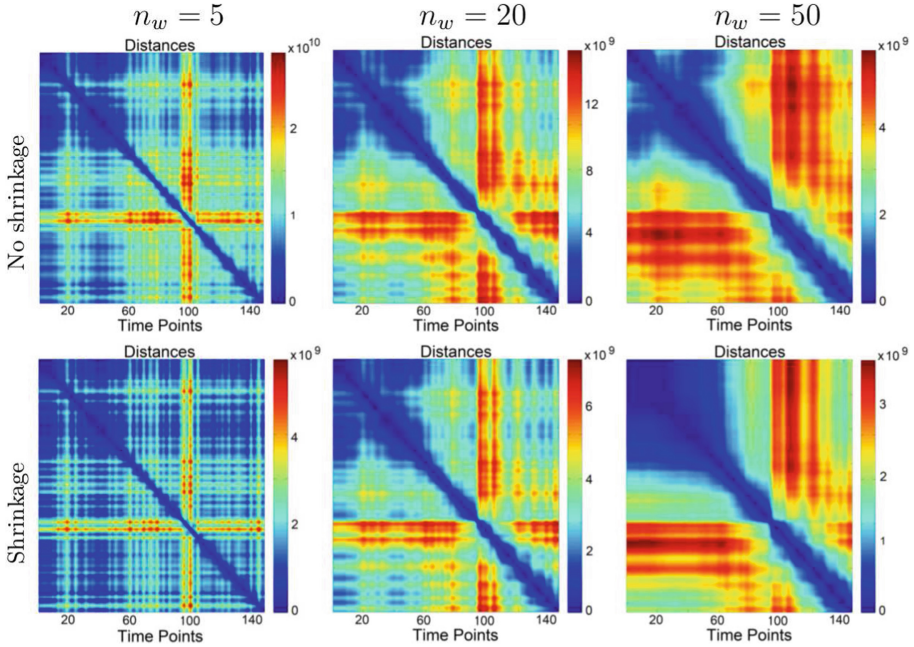 n_w = 5 n_w = 20 n_w = 50
Distances Distances Distances
x10^10 x10^9 x10^9
No shrinkage
2 1 0
12 8 4 0
4 2 0
20 60 100 140 20 60 100 140 20 60 100 140
Time Points Time Points Time Points
Distances Distances Distances
x10^9 x10^9 x10^9
Shrinkage
4 2 0
6 4 2 0
3 2 1 0
20 60 100 140 20 60 100 140 20 60 100 140
Time Points Time Points Time Points